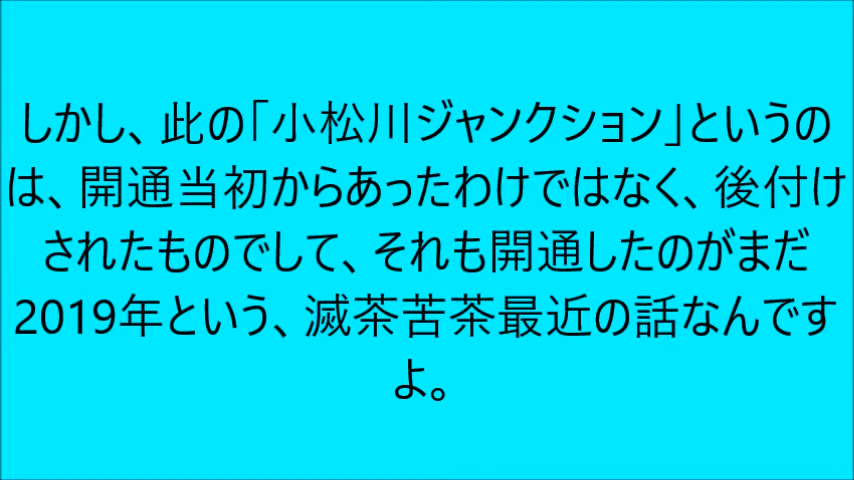 しかし、此の「小松川ジャンクション」というの
は、開通当初からあったわけではなく、後付け
されたものでして、それも開通したのがまだ
2019年という、滅茶苦茶最近の話なんです
よ。